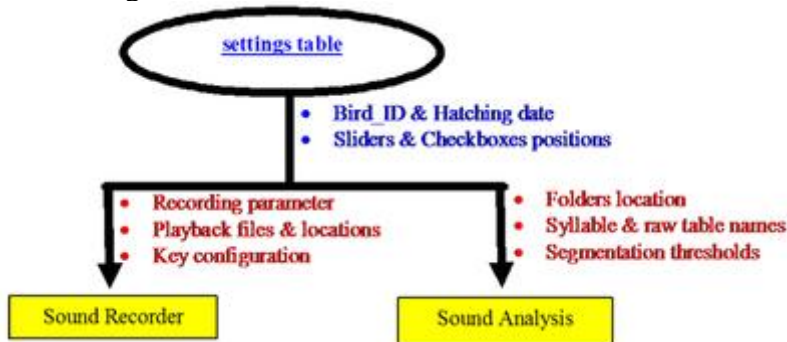 settings table
• Bird_ID & Hatching date
• Sliders & Checkboxes positions
• Recording parameter
• Playback files & locations
• Key configuration
• Folders location
• Syllable & raw table names
• Segmentation thresholds
Sound Recorder
Sound Analysis